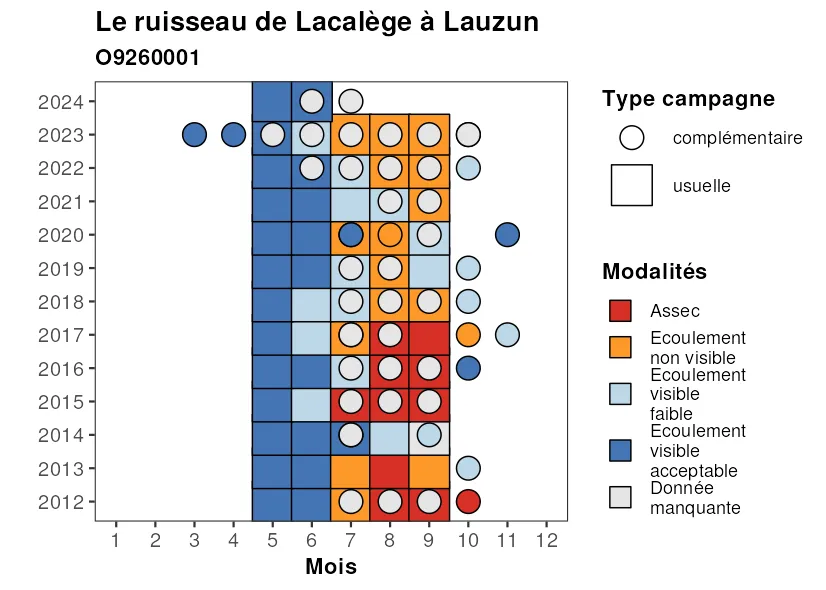 Le ruisseau de Lacalège à Lauzun
O9260001
2024
2023
2022
2021
2020
2019
2018
2017
2016
2015
2014
2013
2012
1 2 3 4 5 6 7 8 9 10 11 12
Mois
Type campagne
complémentaire
usuelle
Modalités
Assec
Ecoulement
non visible
Ecoulement
visible
faible
Ecoulement
visible
acceptable
Donnée
manquante